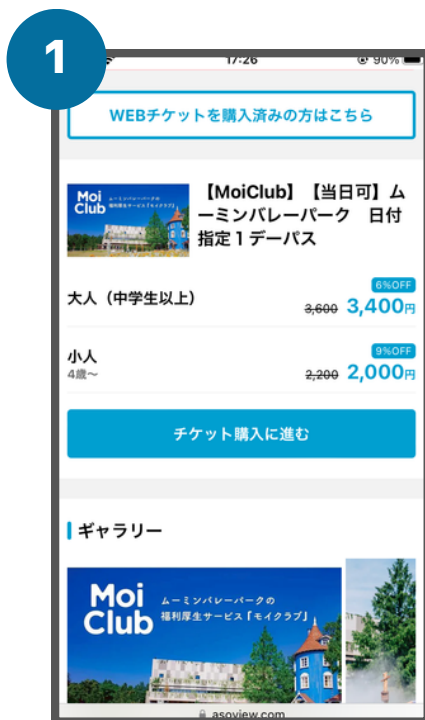 1
17:26
90%
WEBチケットを購入済みの方はこちら
Moi
Club
ムーミンバレーパークの
福利厚生サービス「モイクラブ」
【MoiClub】【当日可】ム
ーミンバレーパーク 日付
指定１デーパス
大人（中学生以上）
6%OFF
3,600 3,400円
小人
4歳～
9%OFF
2,200 2,000円
チケット購入に進む
ギャラリー
Moi
Club
ムーミンバレーパークの
福利厚生サービス「モイクラブ」
asoview.com